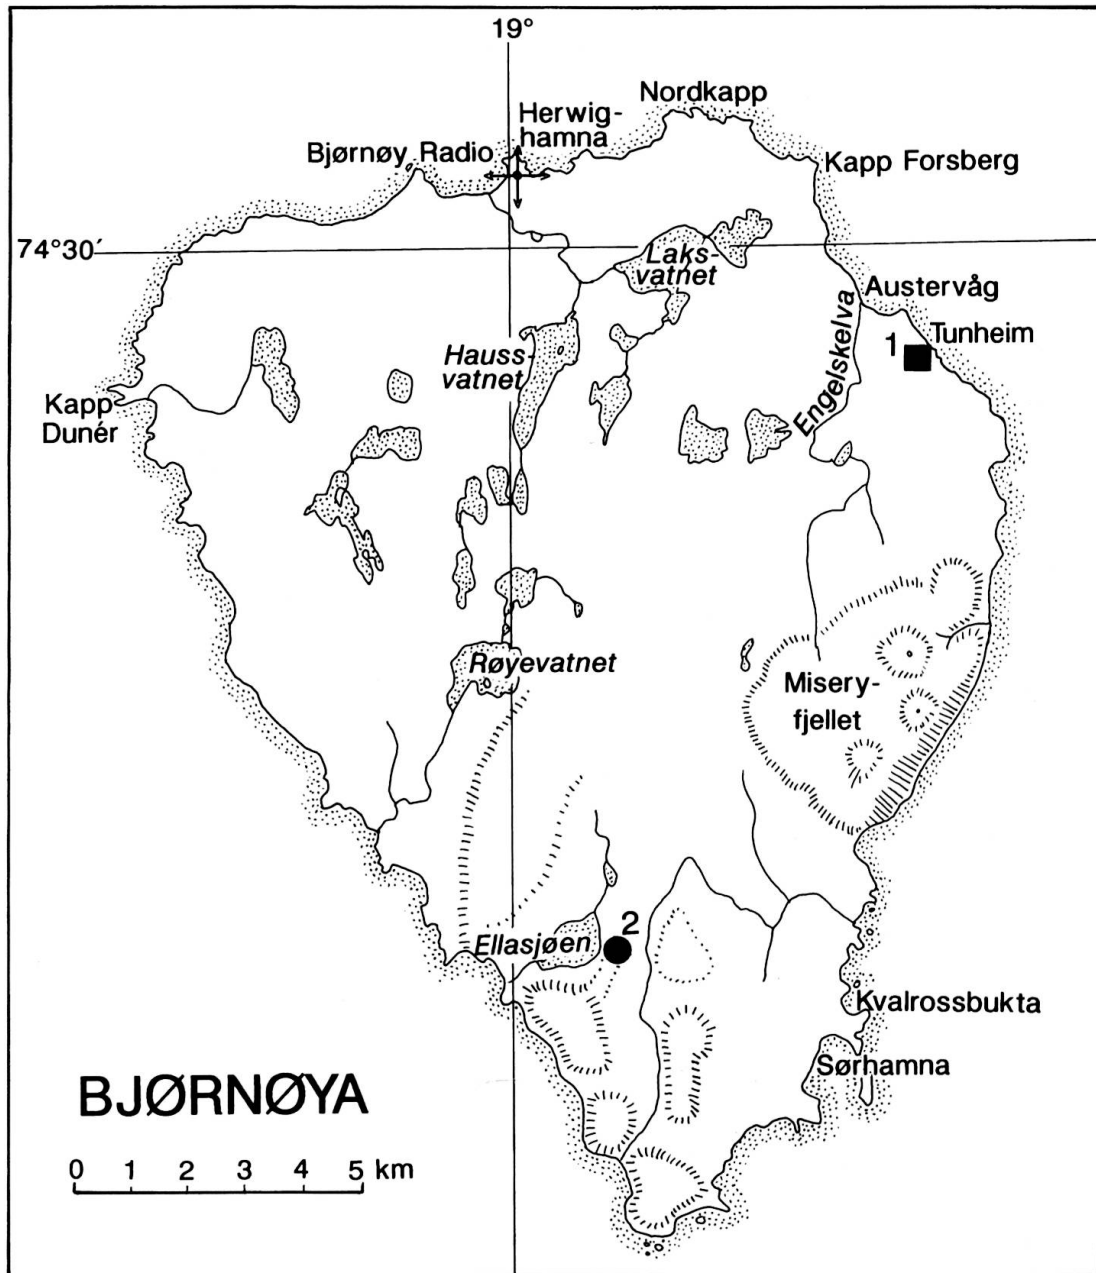 19°
Nordkapp
Herwig-
hamna
Bjørnøy Radio
Kapp Forsberg
74°30′
Laks-
vatnet
Austervåg
Engelskelva
1
Tunheim
Hauss-
vatnet
Kapp
Dunér
Røyevatnet
Misery-
fjellet
2
Ellasjøen
Kvalrossbukta
Sørhamna
BJØRNØYA
0 1 2 3 4 5 km